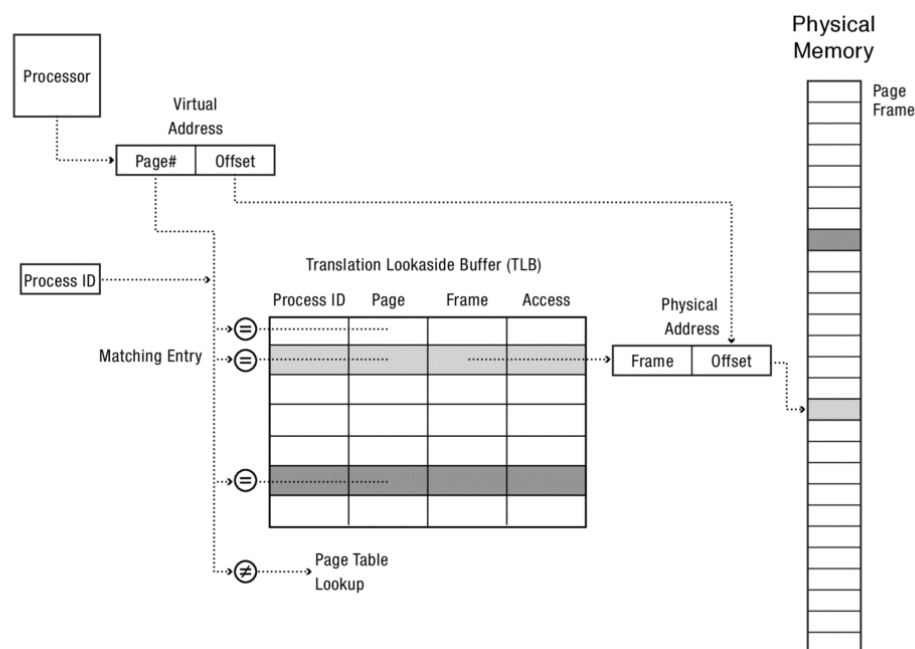 Physical
Memory
Page
Frame
Processor
Virtual
Address
Page#
Offset
Process ID
Translation Lookaside Buffer (TLB)
Process ID
Page
Frame
Access
Physical
Address
=
Matching Entry
=
Frame
Offset
=
≠
Page Table
Lookup